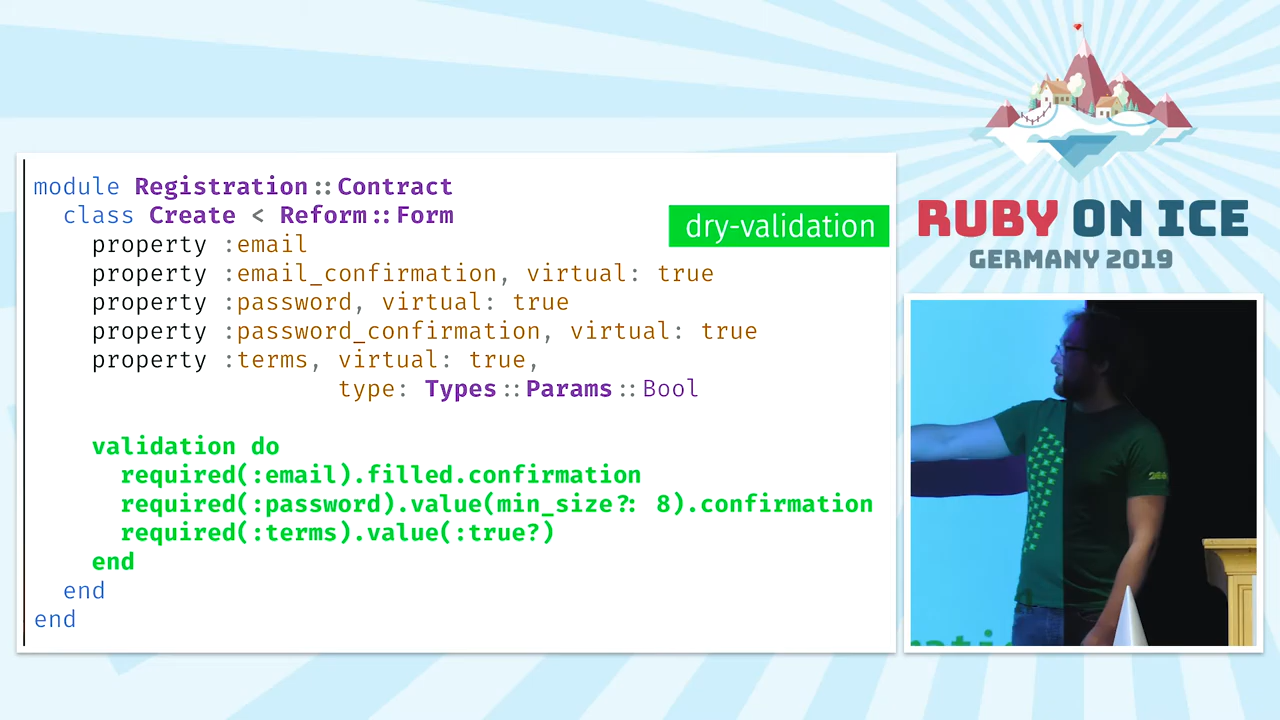 module Registration::Contract
  class Create < Reform::Form
    property :email
    property :email_confirmation, virtual: true
    property :password, virtual: true
    property :password_confirmation, virtual: true
    property :terms, virtual: true,
                     type: Types::Params::Bool

    validation do
      required(:email).filled.confirmation
      required(:password).value(min_size?: 8).confirmation
      required(:terms).value(:true?)
    end
  end
end
dry-validation
RUBY ON ICE
GERMANY 2019